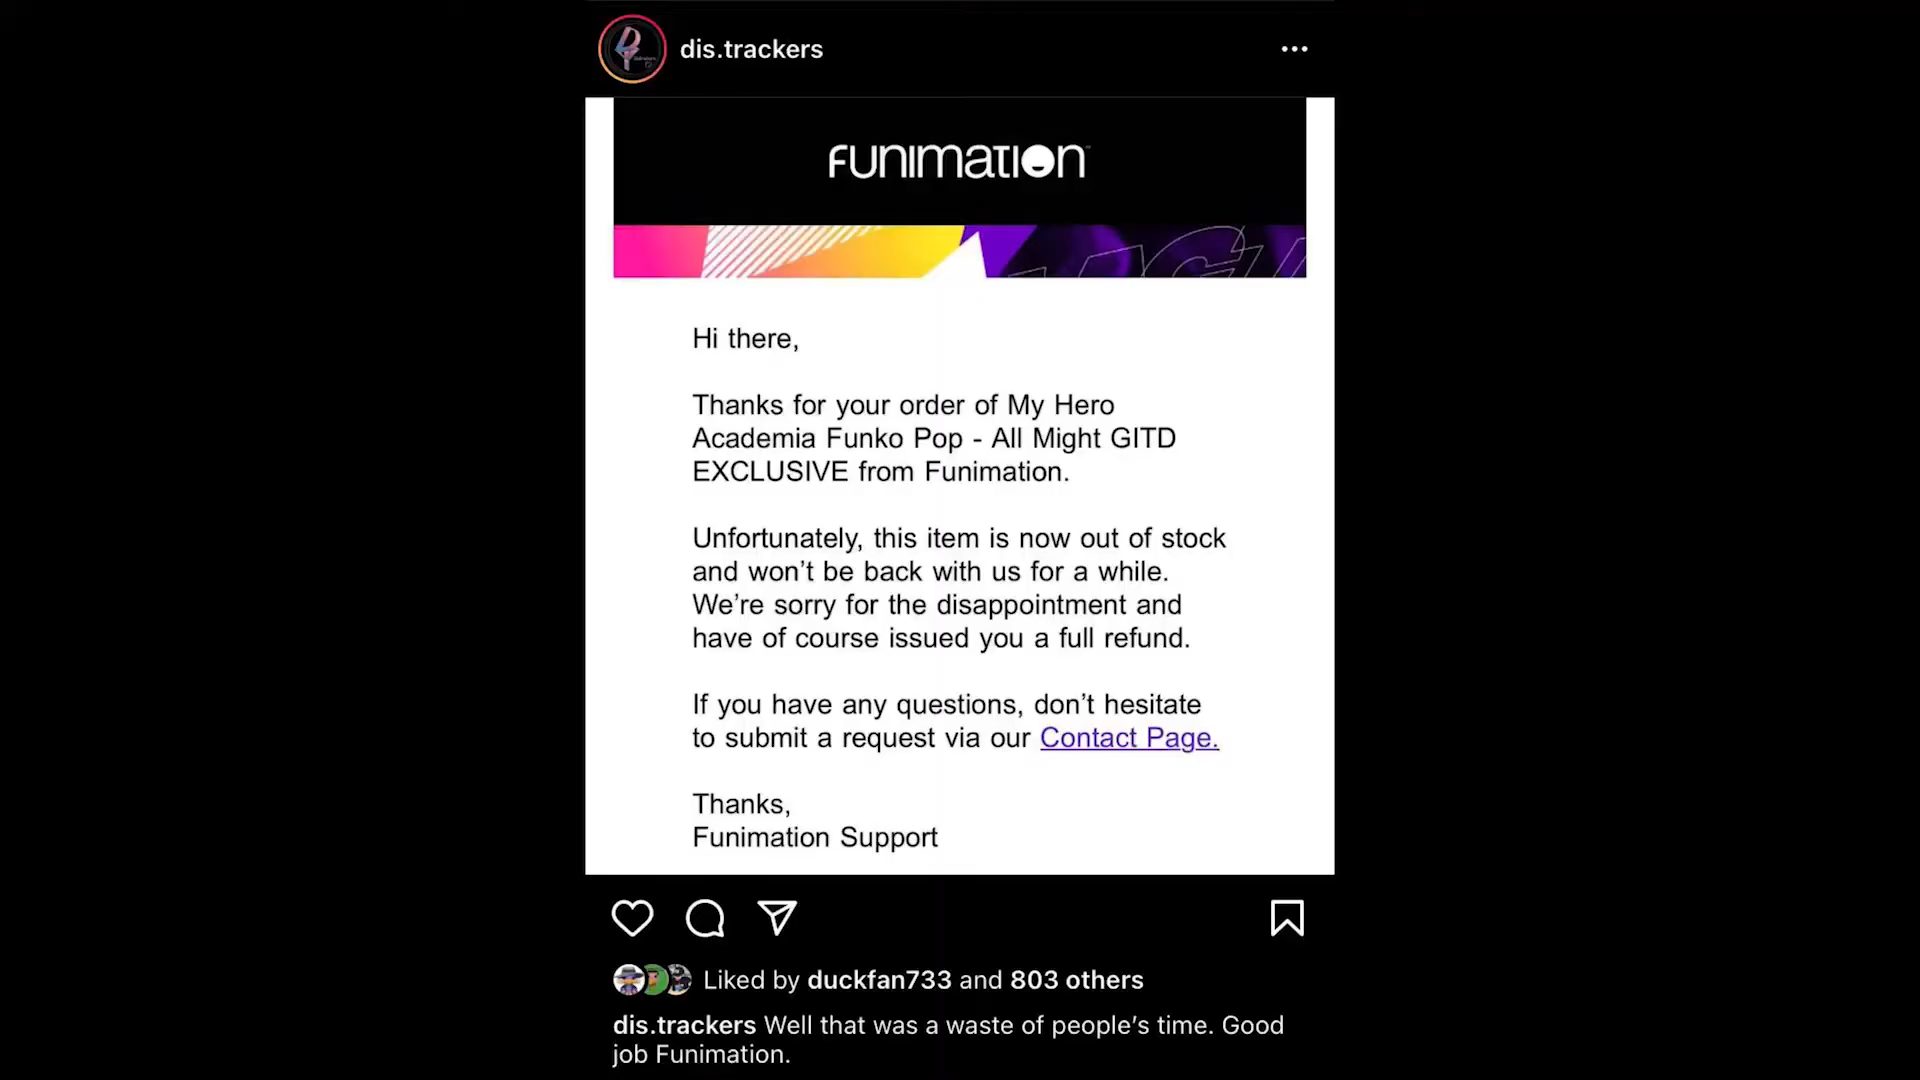 dis.trackers
FUNIMATION
Hi there,
Thanks for your order of My Hero
Academia Funko Pop - All Might GITD
EXCLUSIVE from Funimation.
Unfortunately, this item is now out of stock
and won’t be back with us for a while.
We’re sorry for the disappointment and
have of course issued you a full refund.
If you have any questions, don’t hesitate
to submit a request via our Contact Page.
Thanks,
Funimation Support
Liked by duckfan733 and 803 others
dis.trackers Well that was a waste of people’s time. Good
job Funimation.